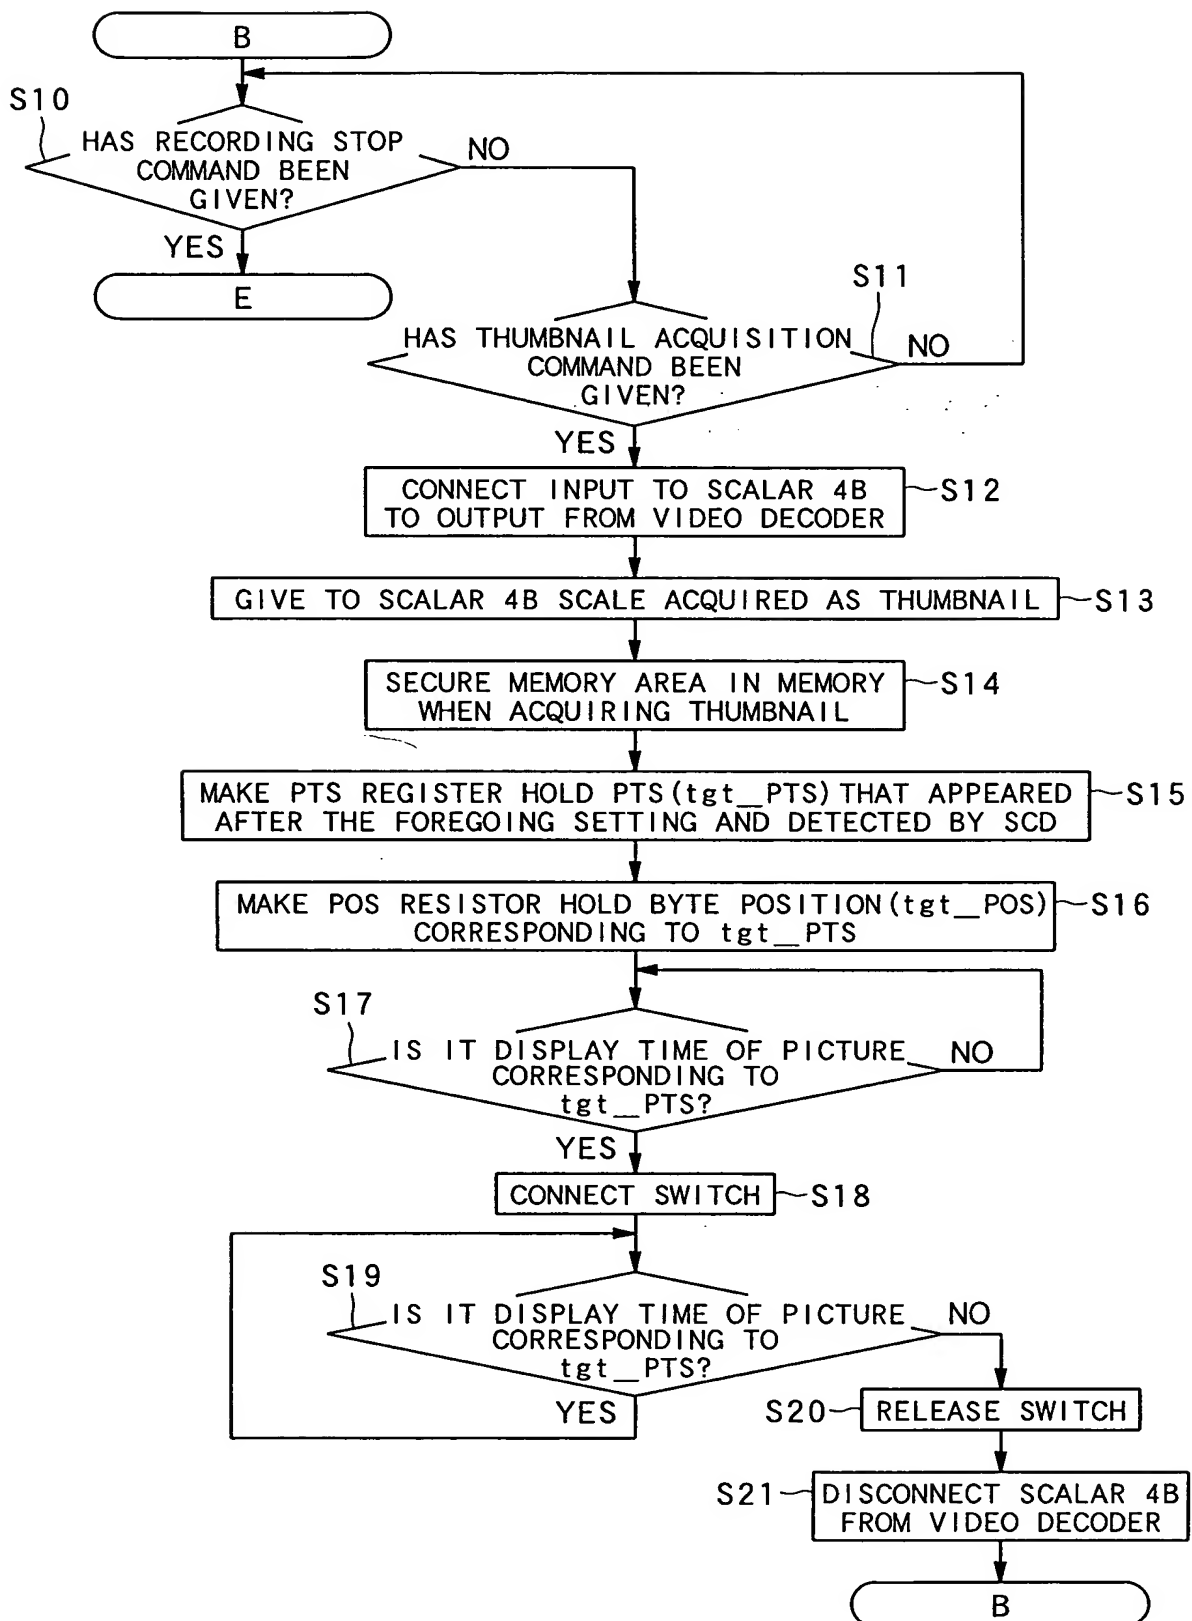 B
S10
HAS RECORDING STOP
COMMAND BEEN
GIVEN?
NO
YES
E
S11
HAS THUMBNAIL ACQUISITION
COMMAND BEEN
GIVEN?
NO
YES
CONNECT INPUT TO SCALAR 4B
TO OUTPUT FROM VIDEO DECODER
S12
GIVE TO SCALAR 4B SCALE ACQUIRED AS THUMBNAIL
S13
SECURE MEMORY AREA IN MEMORY
WHEN ACQUIRING THUMBNAIL
S14
MAKE PTS REGISTER HOLD PTS(tgt_PTS) THAT APPEARED
AFTER THE FOREGOING SETTING AND DETECTED BY SCD
S15
MAKE POS RESISTOR HOLD BYTE POSITION(tgt_POS)
CORRESPONDING TO tgt_PTS
S16
S17
IS IT DISPLAY TIME OF PICTURE
CORRESPONDING TO
tgt_PTS?
NO
YES
CONNECT SWITCH
S18
S19
IS IT DISPLAY TIME OF PICTURE
CORRESPONDING TO
tgt_PTS?
NO
YES
S20
RELEASE SWITCH
S21
DISCONNECT SCALAR 4B
FROM VIDEO DECODER
B